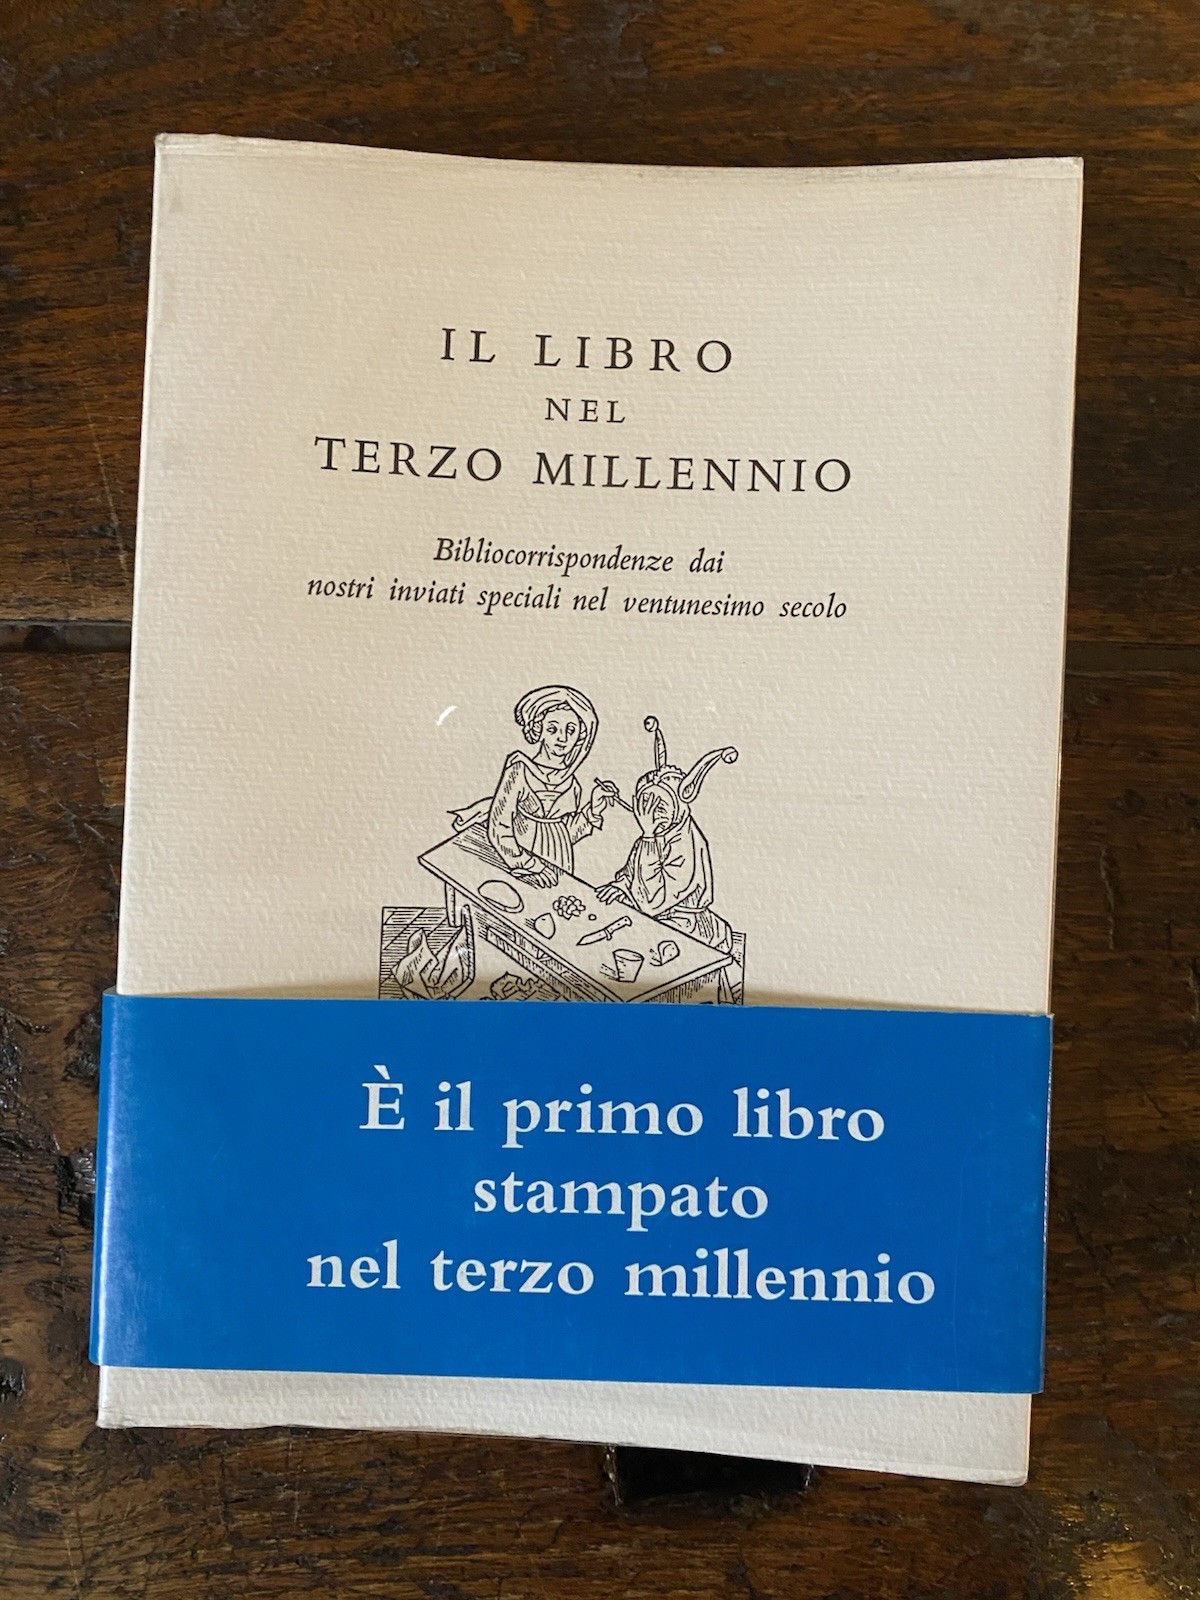 IL LIBRO
NEL
TERZO MILLENNIO
Bibliocorrispondenze dai
nostri inviati speciali nel ventunesimo secolo
È il primo libro
stampato
nel terzo millennio